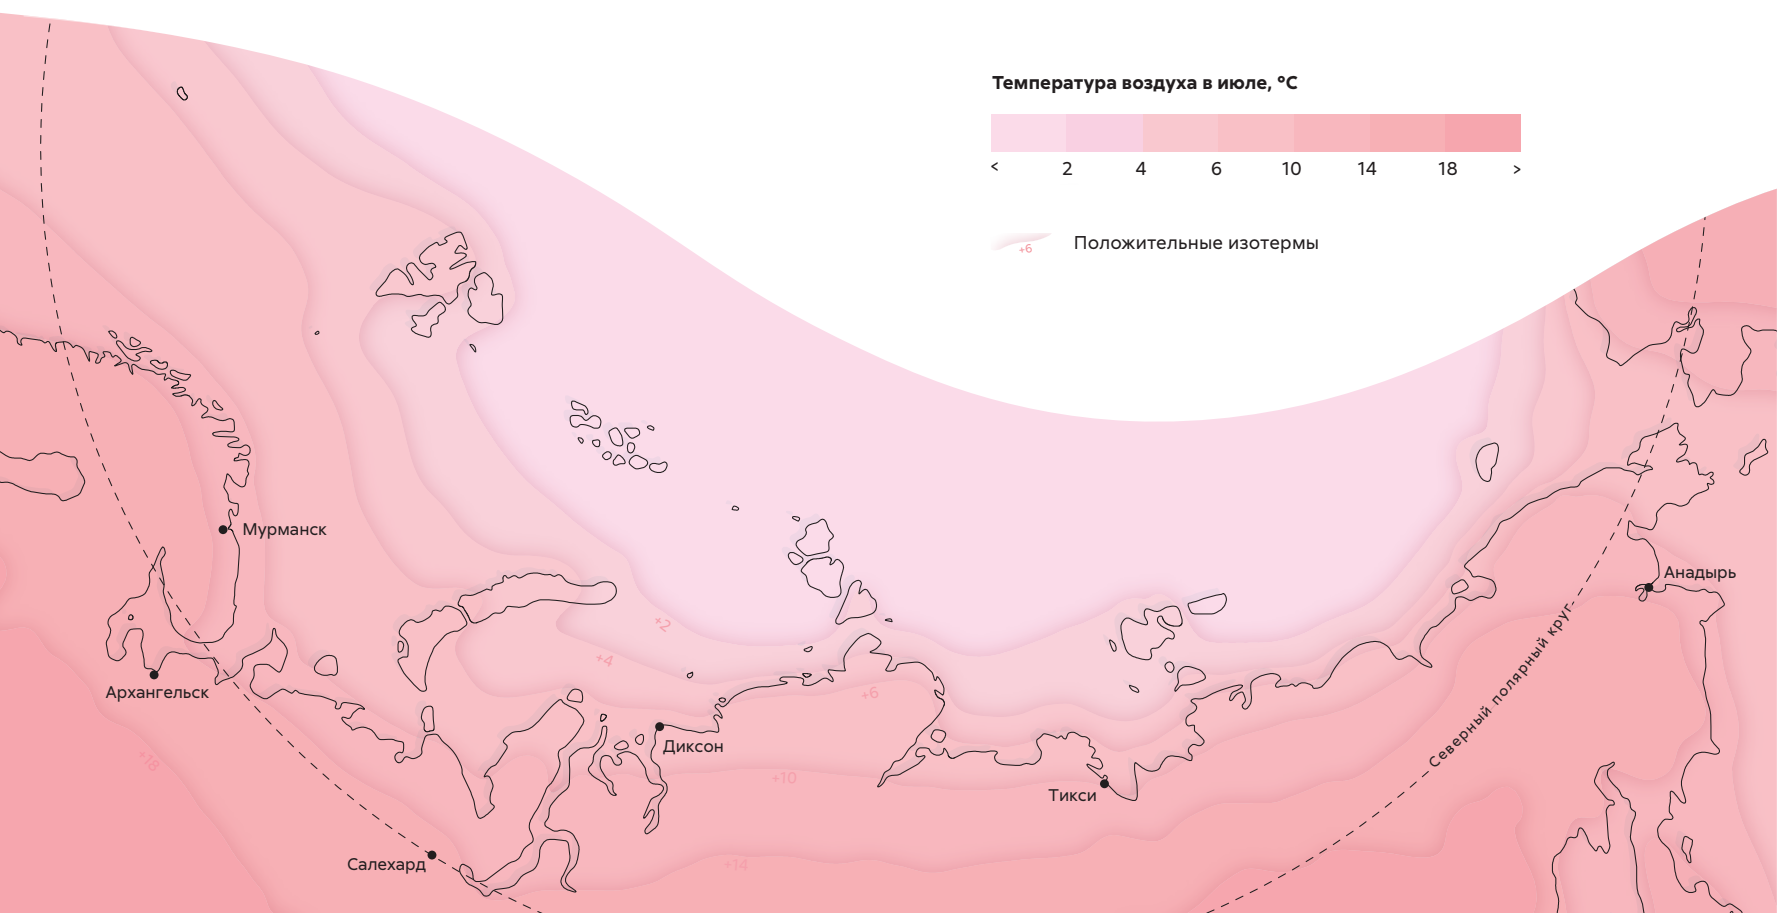 Температура воздуха в июле, °C
< 2 4 6 10 14 18 >
+6 Положительные изотермы
Мурманск
Анадырь
Северный полярный круг
+2
+4
Архангельск
+6
Диксон
+18
+10
Тикси
Салехард
+14